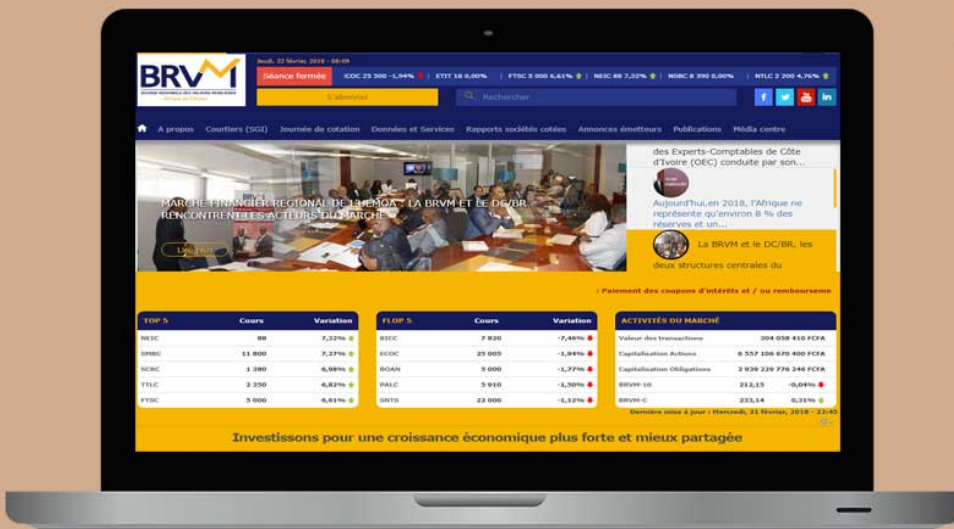 BRVM
BOURSE REGIONALE DES VALEURS MOBILIERES
Afrique de l'Ouest
Jeudi, 22 février, 2018 - 08:09
Séance fermée
25 500 -1,94% | ETIT 18 0,00% | FTSC 5 000 6,61% | NEIC 88 7,32% | NGBC 8 390 0,00% | NTLC 2 200 4,76%
S'abonner
Rechercher
A propos Courtiers (SGI) Journée de cotation Données et Services Rapports sociétés cotées Annonces émetteurs Publications Média centre
MARCHE FINANCIER REGIONAL DE L'UEMOA : LA BRVM ET LE DC/BR
RENCONTRENT LES ACTEURS DU MARCHE
Lire plus
des Experts-Comptables de Côte
d'Ivoire (OEC) conduite par son...
Aujourd'hui,en 2018, l'Afrique ne
représente qu'environ 8 % des
réserves et un...
La BRVM et le DC/BR, les
deux structures centrales du
: Paiement des coupons d'intérêts et / ou rembourseme
TOP 5 Cours Variation
NEIC 88 7,32%
SMBC 11 800 7,27%
SCRC 1 380 6,98%
TTLC 2 350 6,82%
FTSC 5 000 6,61%
FLOP 5 Cours Variation
BICC 7 820 -7,46%
ECOC 25 005 -1,94%
BOAN 5 000 -1,77%
PALC 5 910 -1,50%
SNTS 22 000 -1,12%
ACTIVITÉS DU MARCHÉ
Valeur des transactions 304 058 410 FCFA
Capitalisation Actions 6 557 106 670 400 FCFA
Capitalisation Obligations 2 939 229 776 246 FCFA
BRVM-10 212,15 -0,04%
BRVM-C 233,14 0,31%
Dernière mise à jour : Mercredi, 21 février, 2018 - 22:45
Investissons pour une croissance économique plus forte et mieux partagée